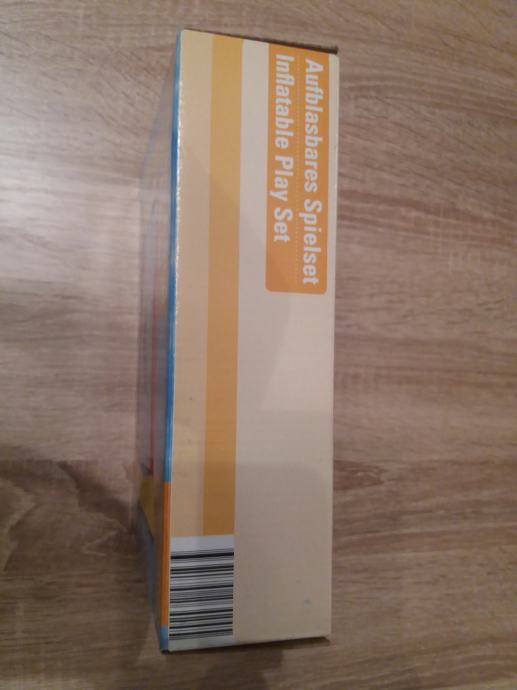 Aufblasbares Spielset
Inflatable Play Set